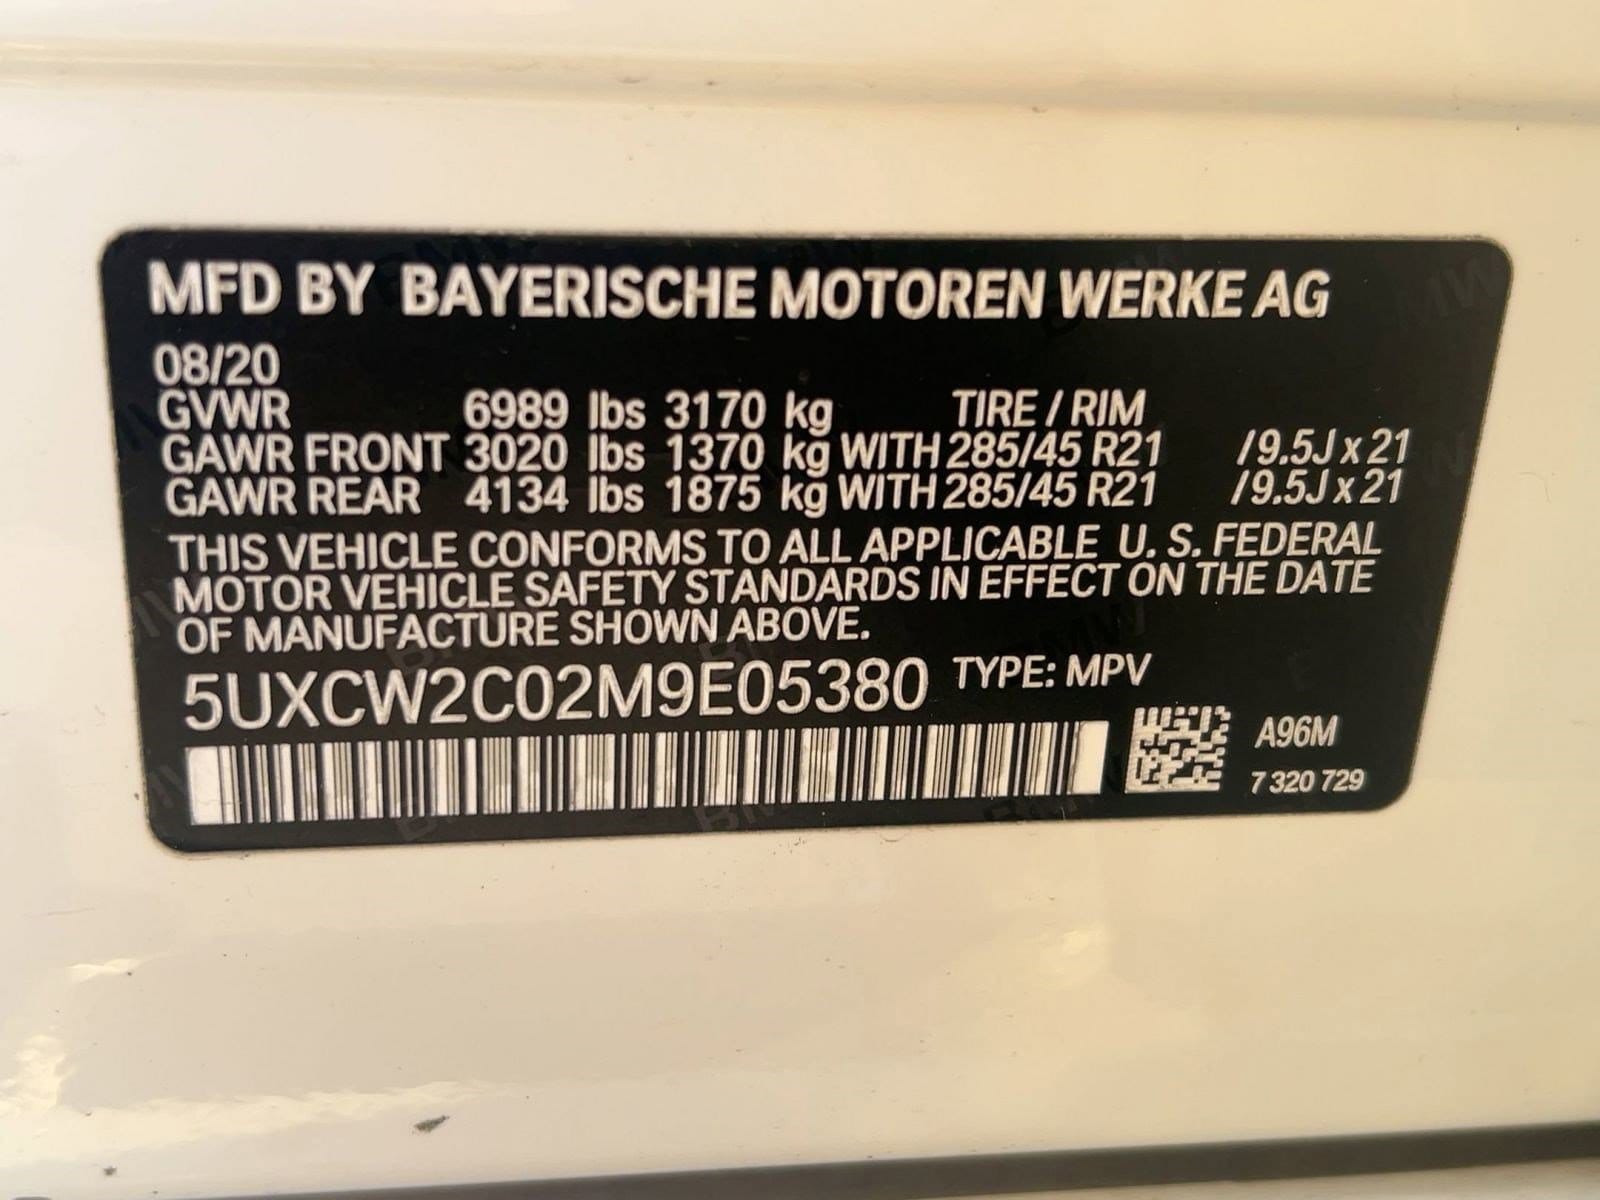 MFD BY BAYERISCHE MOTOREN WERKE AG
08/20
GVWR 6989 lbs 3170 kg TIRE / RIM
GAWR FRONT 3020 lbs 1370 kg WITH 285/45 R21 /9.5J x 21
GAWR REAR 4134 lbs 1875 kg WITH 285/45 R21 /9.5J x 21
THIS VEHICLE CONFORMS TO ALL APPLICABLE U. S. FEDERAL
MOTOR VEHICLE SAFETY STANDARDS IN EFFECT ON THE DATE
OF MANUFACTURE SHOWN ABOVE.
5UXCW2C02M9E05380 TYPE: MPV
A96M
7 320 729